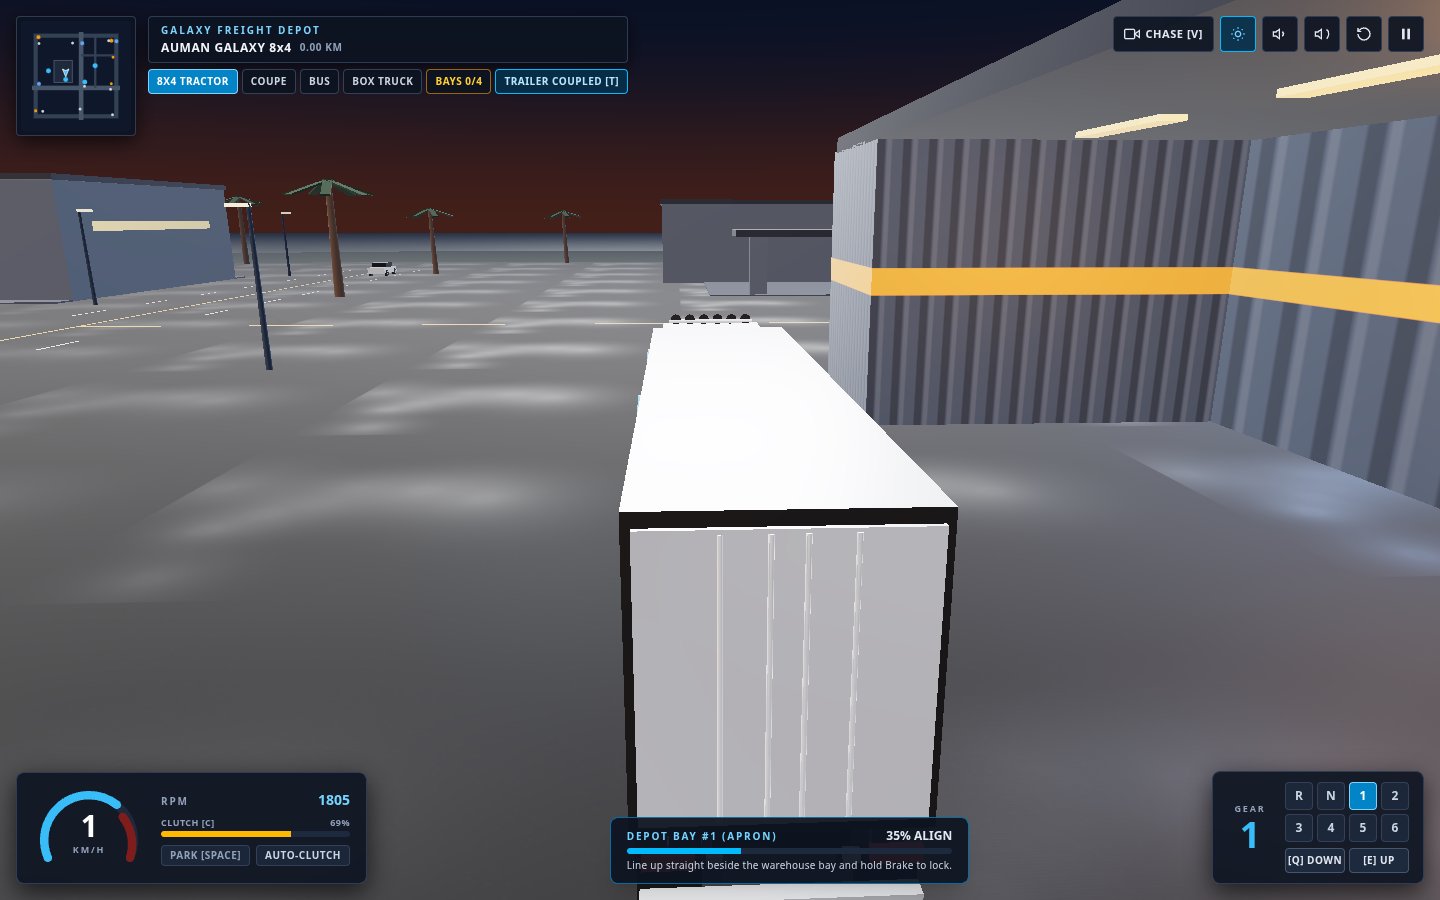 GALAXY FREIGHT DEPOT
AUMAN GALAXY 8x4 0.00 KM
8X4 TRACTOR COUPE BUS BOX TRUCK BAYS 0/4 TRAILER COUPLED [T]
CHASE [V]
1
KM/H
RPM 1805
CLUTCH [C] 69%
PARK [SPACE] AUTO-CLUTCH
DEPOT BAY #1 (APRON) 35% ALIGN
Line up straight beside the warehouse bay and hold Brake to lock.
GEAR
1
R N 1 2
3 4 5 6
[Q] DOWN [E] UP